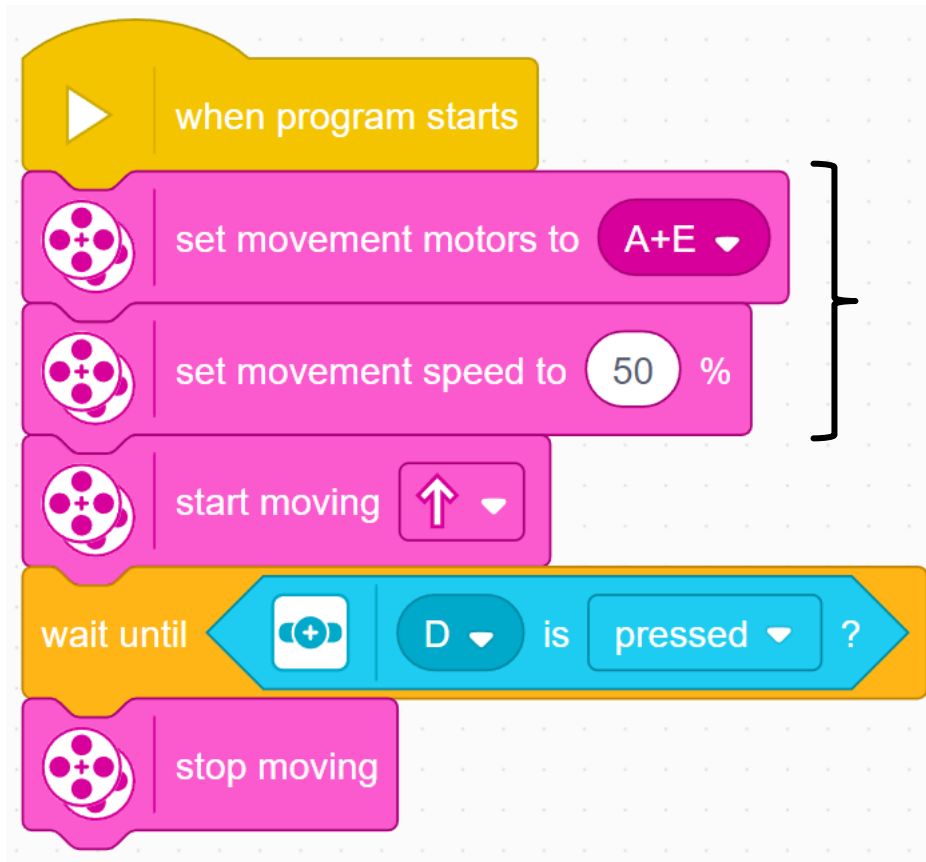 when program starts
set movement motors to A+E
set movement speed to 50 %
start moving
wait until D is pressed ?
stop moving